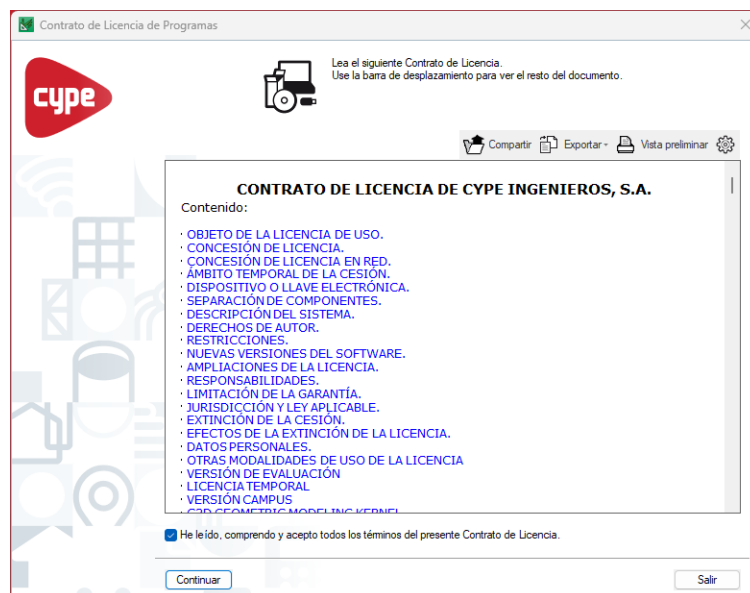 Contrato de Licencia de Programas
cype
Lea el siguiente Contrato de Licencia.
Use la barra de desplazamiento para ver el resto del documento.
Compartir Exportar Vista preliminar
CONTRATO DE LICENCIA DE CYPE INGENIEROS, S.A.
Contenido:
· OBJETO DE LA LICENCIA DE USO.
· CONCESIÓN DE LICENCIA.
· CONCESIÓN DE LICENCIA EN RED.
· ÁMBITO TEMPORAL DE LA CESIÓN.
· DISPOSITIVO O LLAVE ELECTRÓNICA.
· SEPARACIÓN DE COMPONENTES.
· DESCRIPCIÓN DEL SISTEMA.
· DERECHOS DE AUTOR.
· RESTRICCIONES.
· NUEVAS VERSIONES DEL SOFTWARE.
· AMPLIACIONES DE LA LICENCIA.
· RESPONSABILIDADES.
· LIMITACIÓN DE LA GARANTÍA.
· JURISDICCIÓN Y LEY APLICABLE.
· EXTINCIÓN DE LA CESIÓN.
· EFECTOS DE LA EXTINCIÓN DE LA LICENCIA.
· DATOS PERSONALES.
· OTRAS MODALIDADES DE USO DE LA LICENCIA
· VERSIÓN DE EVALUACIÓN
· LICENCIA TEMPORAL
· VERSIÓN CAMPUS
· C3D GEOMETRIC MODELING KERNEL
He leído, comprendo y acepto todos los términos del presente Contrato de Licencia.
Continuar Salir